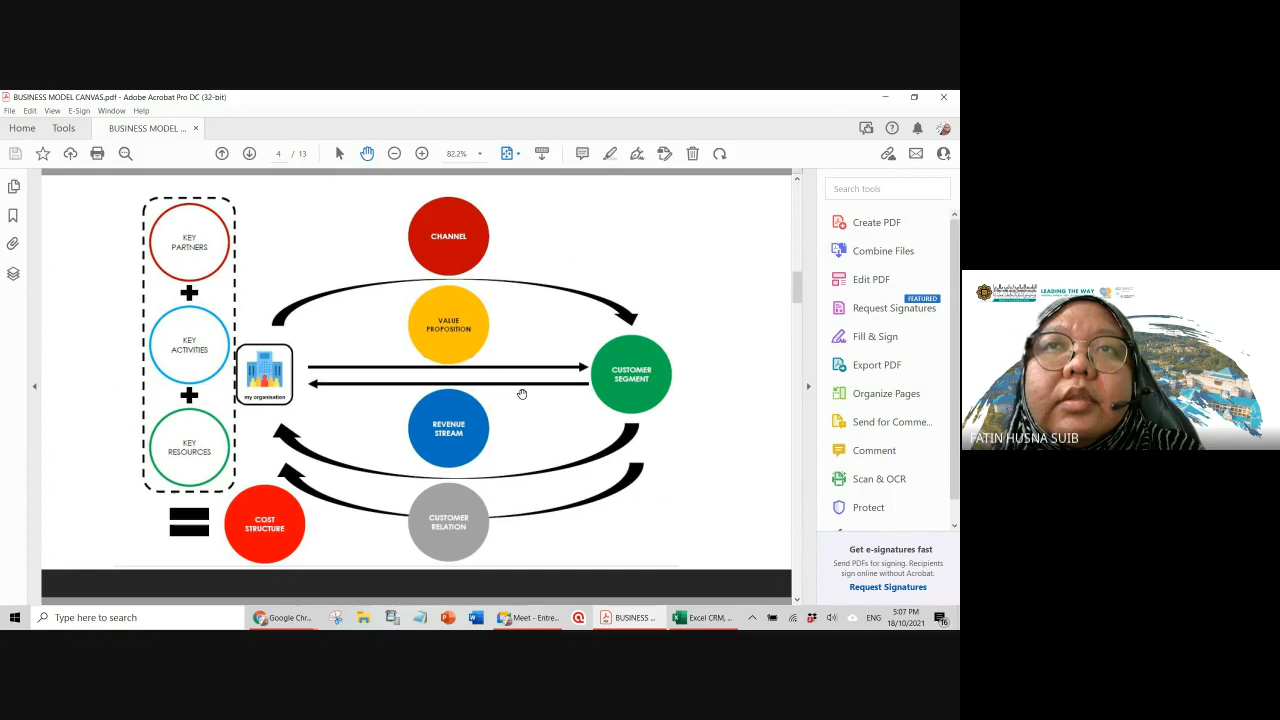 BUSINESS MODEL CANVAS.pdf - Adobe Acrobat Pro DC (32-bit)
File Edit View E-Sign Window Help
Home Tools BUSINESS MODEL ... ×
4 / 13 82.2%
Search tools
Create PDF
Combine Files
Edit PDF
FEATURED
Request Signatures
Fill & Sign
Export PDF
Organize Pages
Send for Comme...
Comment
Scan & OCR
Protect
Get e-signatures fast
Send PDFs for signing. Recipients
sign online without Acrobat.
Request Signatures
KEY
PARTNERS
KEY
ACTIVITIES
KEY
RESOURCES
my organisation
COST
STRUCTURE
CHANNEL
VALUE
PROPOSITION
REVENUE
STREAM
CUSTOMER
RELATION
CUSTOMER
SEGMENT
LEADING THE WAY
FATIN HUSNA SUIB
Type here to search
Google Chr...
Meet - Entre...
BUSINESS ...
Excel CRM, ...
ENG
5:07 PM
18/10/2021
16